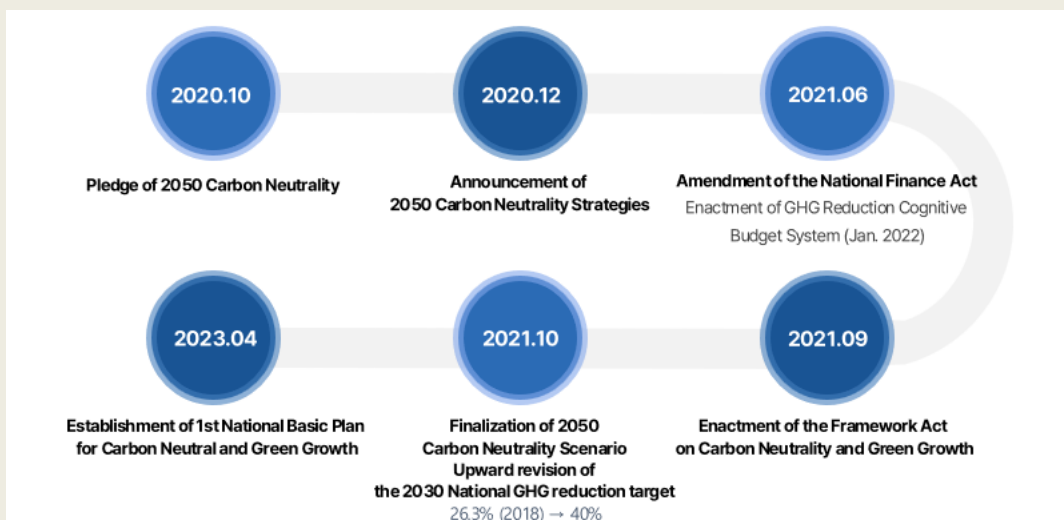 2020.10
Pledge of 2050 Carbon Neutrality
2020.12
Announcement of
2050 Carbon Neutrality Strategies
2021.06
Amendment of the National Finance Act
Enactment of GHG Reduction Cognitive
Budget System (Jan. 2022)
2021.09
Enactment of the Framework Act
on Carbon Neutrality and Green Growth
2021.10
Finalization of 2050
Carbon Neutrality Scenario
Upward revision of
the 2030 National GHG reduction target
26.3% (2018) → 40%
2023.04
Establishment of 1st National Basic Plan
for Carbon Neutral and Green Growth